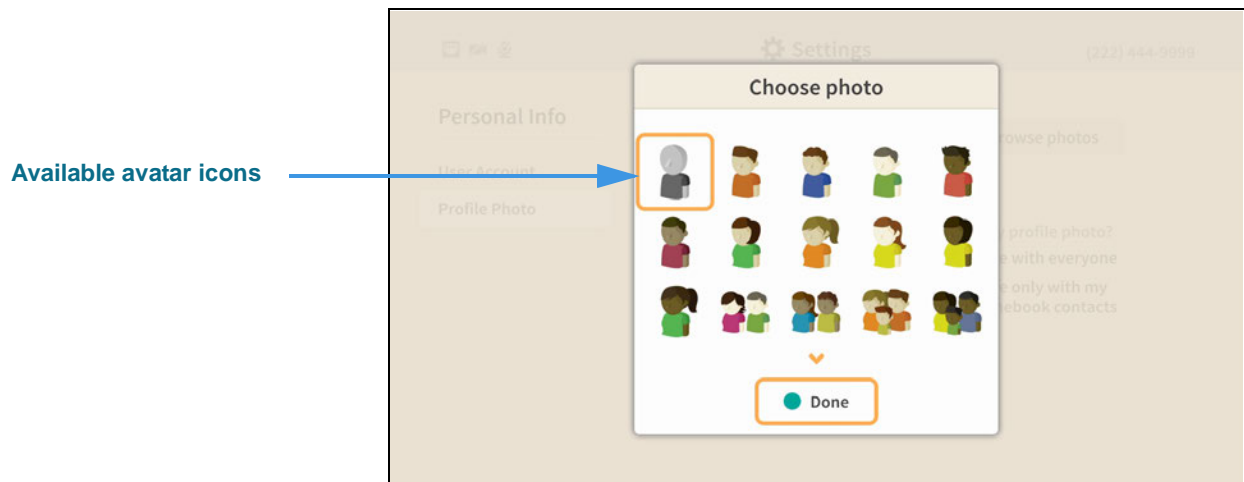 Settings
(222) 444-9099
Choose photo
Personal Info
rowse photos
Available avatar icons
User Account
Profile Photo
y profile photo?
e with everyone
e only with my
nebook contacts
Done